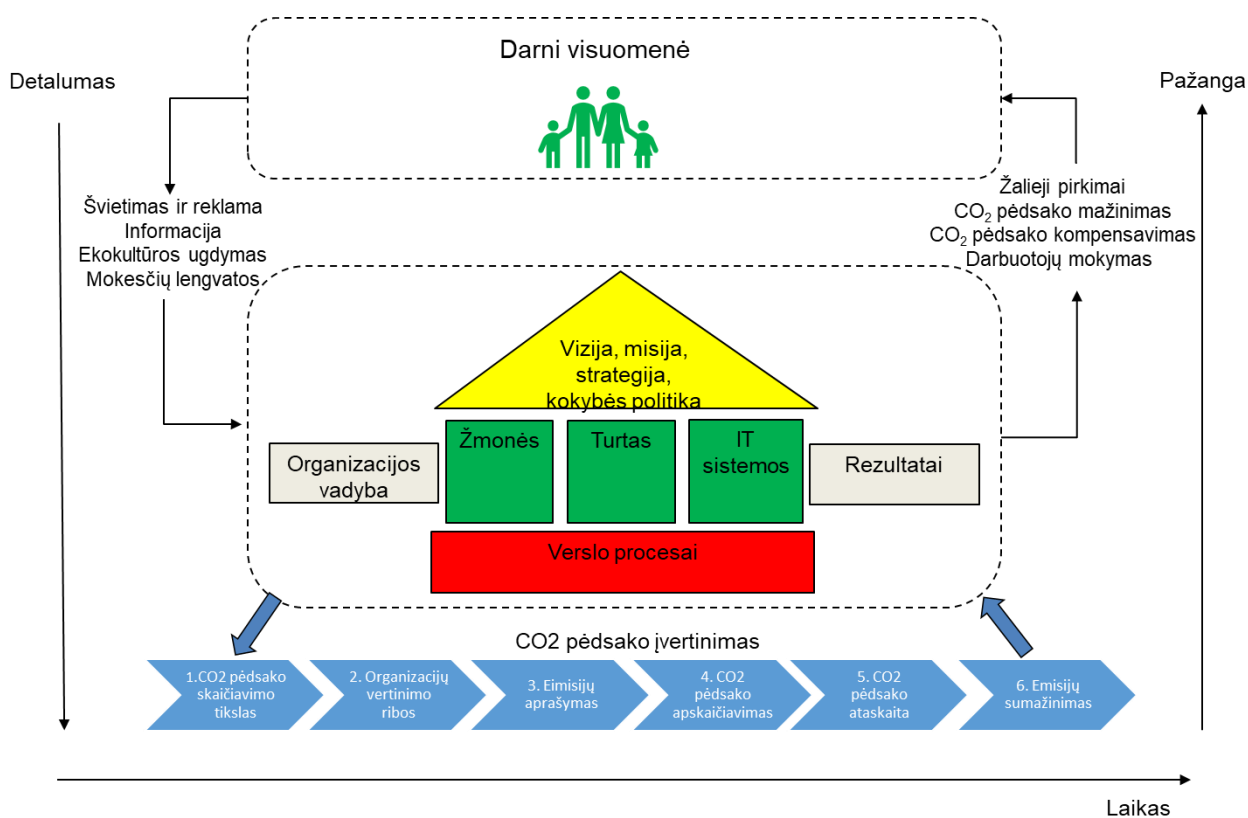 Darni visuomenė
Detalumas
Pažanga
Švietimas ir reklama
Informacija
Ekokultūros ugdymas
Mokesčių lengvatos
Žalieji pirkimai
CO₂ pėdsako mažinimas
CO₂ pėdsako kompensavimas
Darbuotojų mokymas
Vizija, misija,
strategija,
kokybės politika
Organizacijos
vadyba
Žmonės
Turtas
IT
sistemos
Rezultatai
Verslo procesai
CO2 pėdsako įvertinimas
1.CO2 pėdsako
skaičiavimo
tikslas
2. Organizacijų
vertinimo
ribos
3. Eimisijų
aprašymas
4. CO2
pėdsako
apskaičiavimas
5. CO2
pėdsako
ataskaita
6. Emisijų
sumažinimas
Laikas